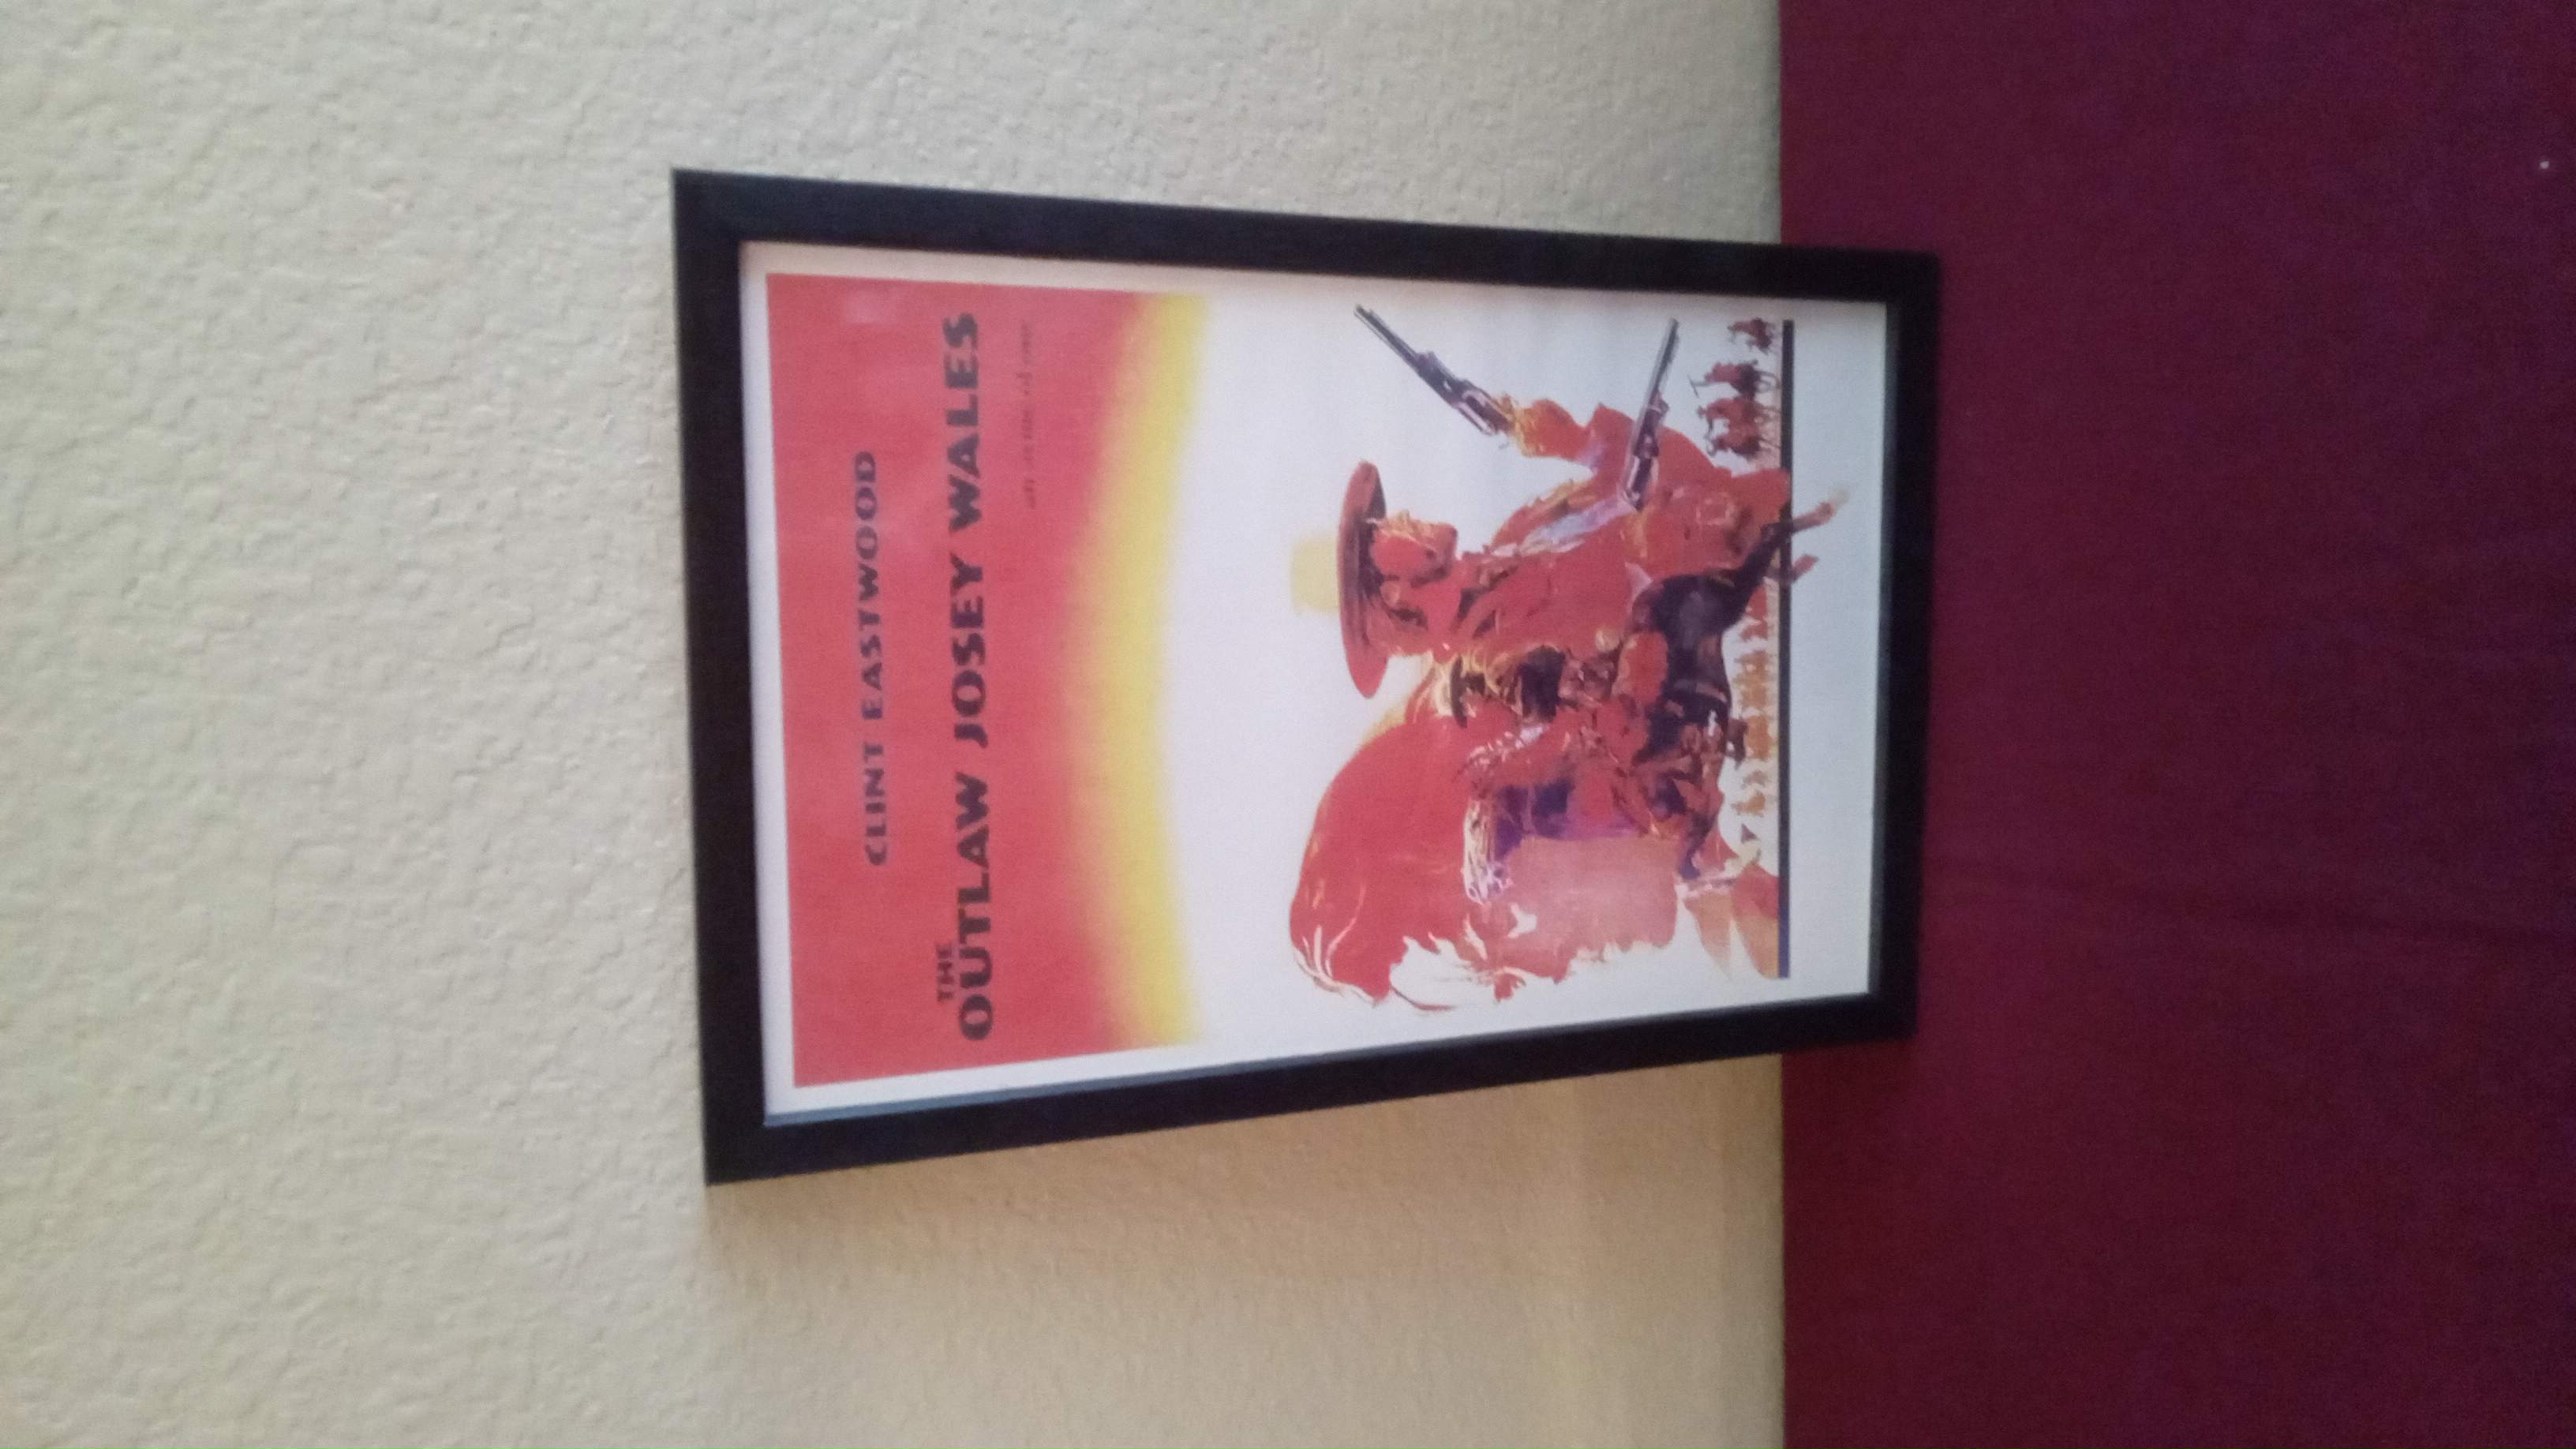 CLINT EASTWOOD
THE
OUTLAW JOSEY WALES